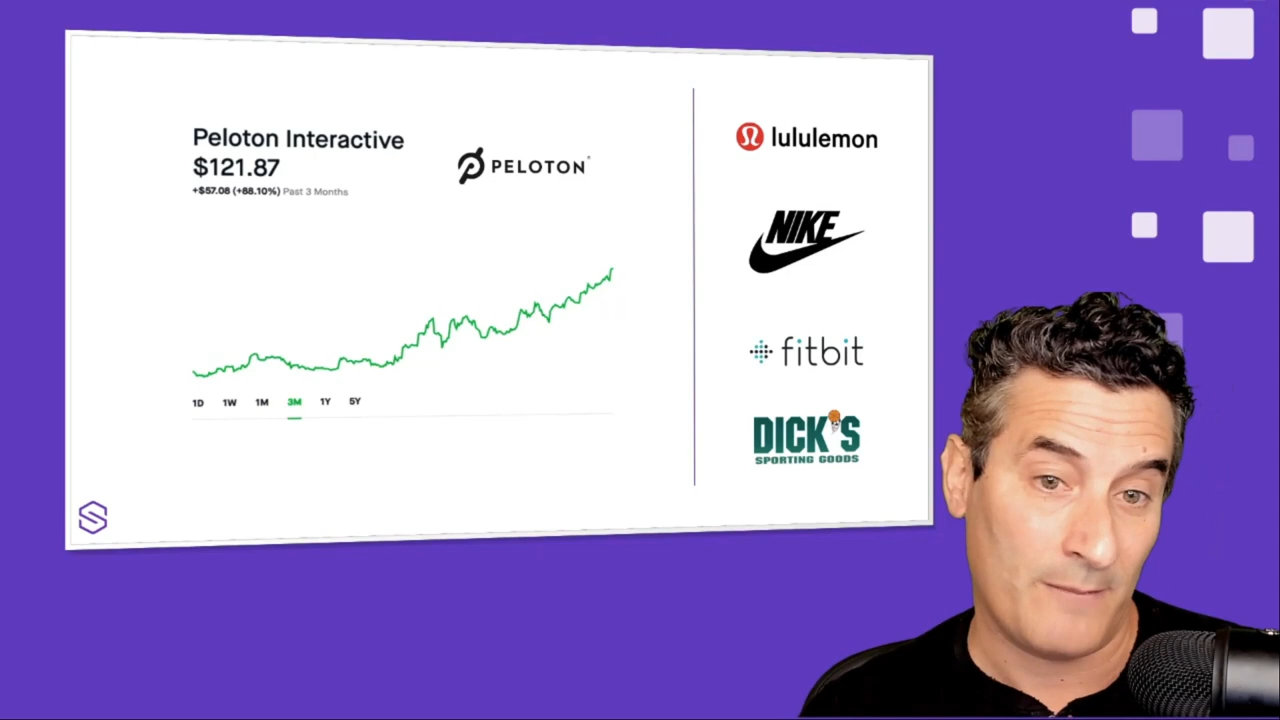 Peloton Interactive
$121.87
+$57.08 (+88.10%) Past 3 Months
PELOTON
1D 1W 1M 3M 1Y 5Y
lululemon
NIKE
fitbit
DICK'S
SPORTING GOODS